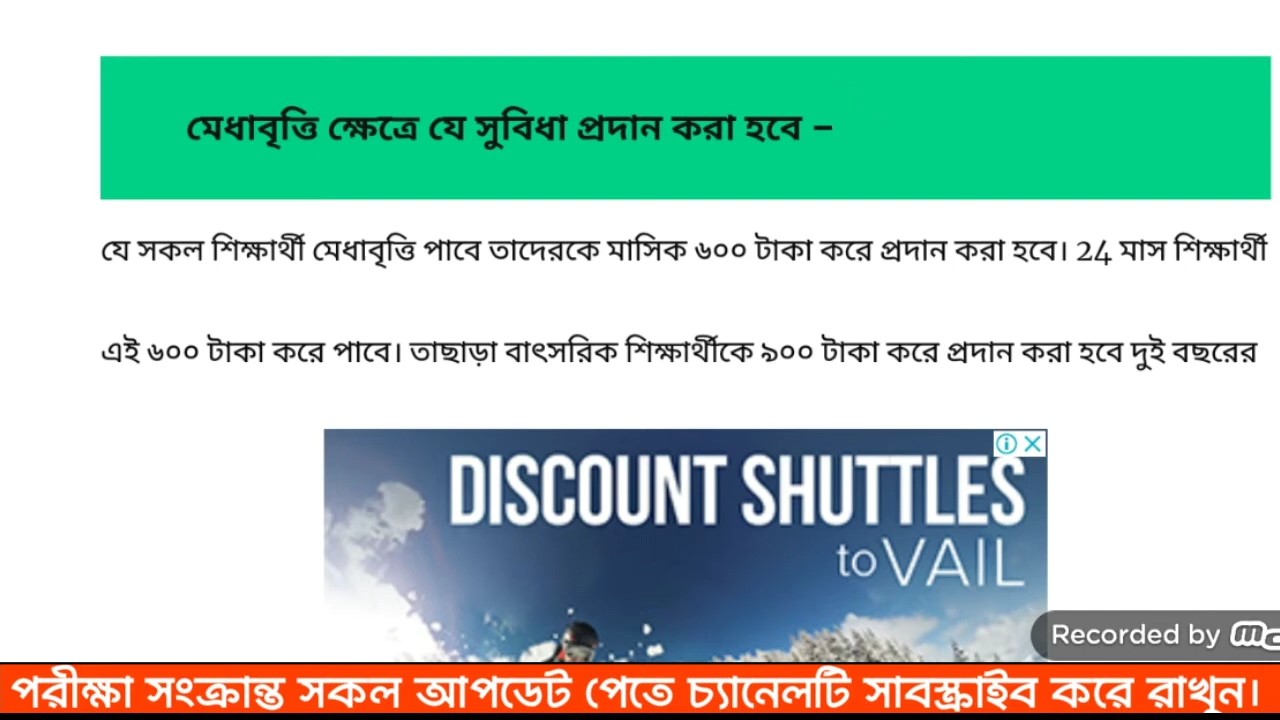 মেধাবৃত্তি ক্ষেত্রে যে সুবিধা প্রদান করা হবে –
যে সকল শিক্ষার্থী মেধাবৃত্তি পাবে তাদেরকে মাসিক ৬০০ টাকা করে প্রদান করা হবে। 24 মাস শিক্ষার্থী
এই ৬০০ টাকা করে পাবে। তাছাড়া বাৎসরিক শিক্ষার্থীকে ৯০০ টাকা করে প্রদান করা হবে দুই বছরের
DISCOUNT SHUTTLES
to VAIL
Recorded by
পরীক্ষা সংক্রান্ত সকল আপডেট পেতে চ্যানেলটি সাবস্ক্রাইব করে রাখুন।